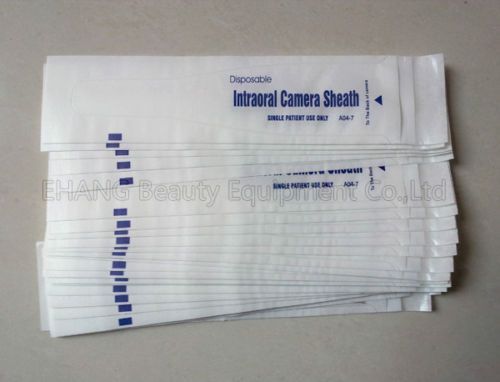 Disposable
Intraoral Camera Sheath
SINGLE PATIENT USE ONLY A04-7
To The Back of camera
Intraoral Camera Sheath
SINGLE PATIENT USE ONLY A04-7
EHANG Beauty Equipment Co.,Ltd